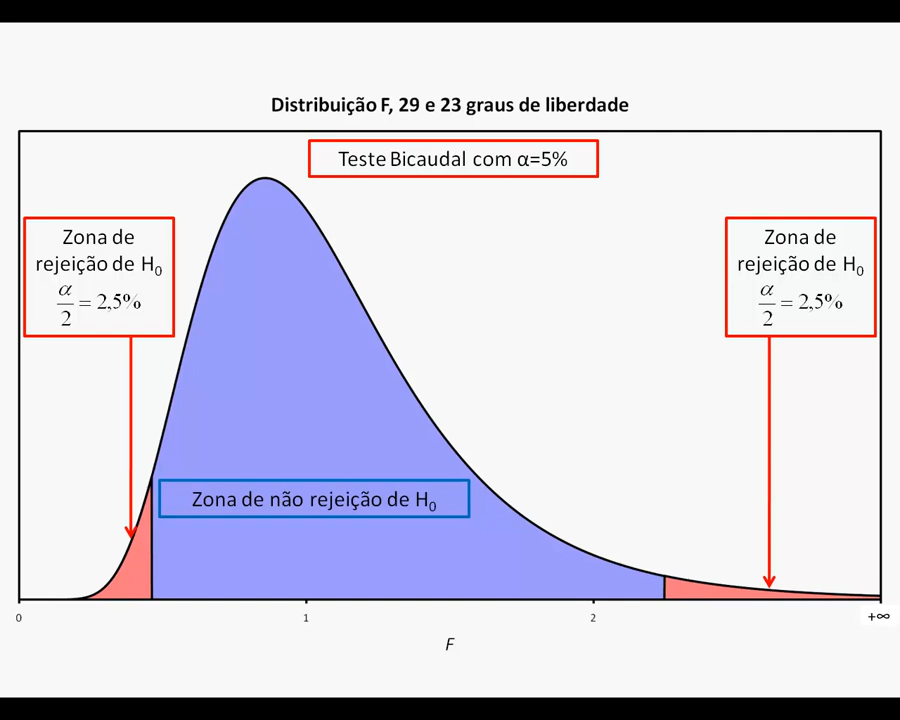 Distribuição F, 29 e 23 graus de liberdade
Teste Bicaudal com α=5%
Zona de
rejeição de H₀
α/2 = 2,5%
Zona de
rejeição de H₀
α/2 = 2,5%
Zona de não rejeição de H₀
0
1
2
+∞
F